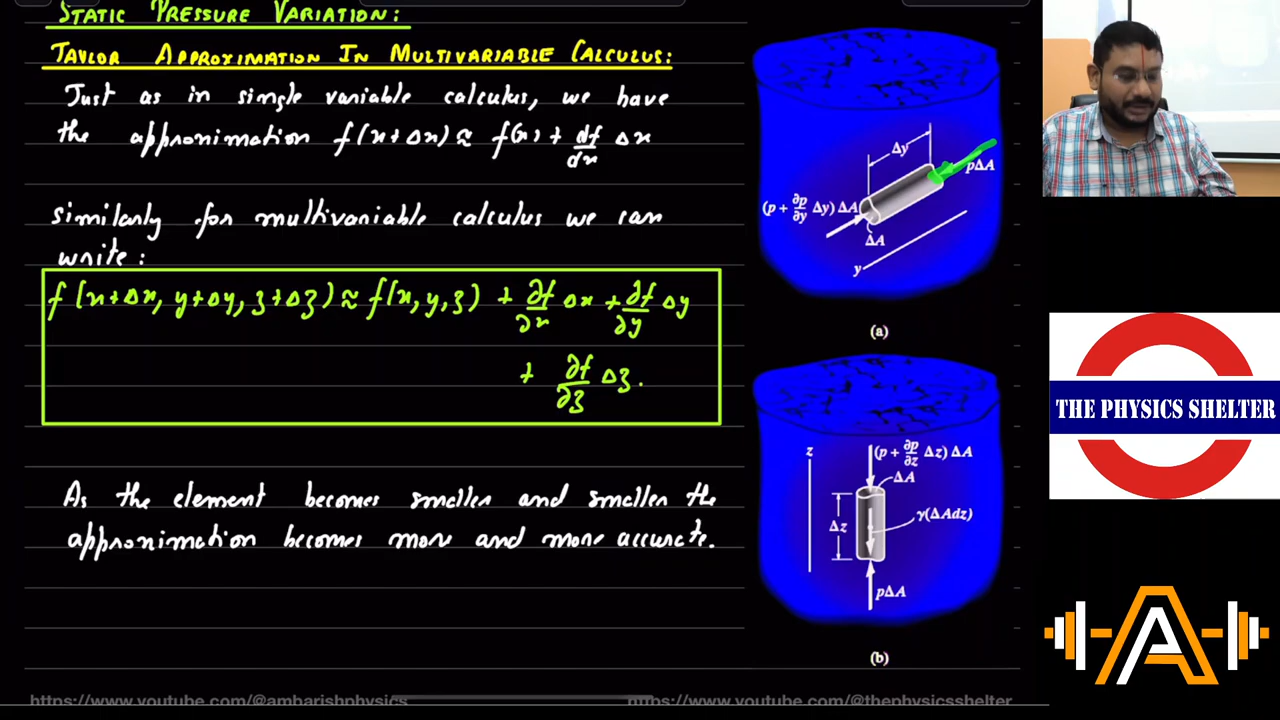 STATIC PRESSURE VARIATION:
TAYLOR APPROXIMATION IN MULTIVARIABLE CALCULUS:
Just as in single variable calculus, we have
the approximation f(x+Δx) ≈ f(x) + df/dx Δx
similarly for multivariable calculus we can
write:
f(x+Δx, y+Δy, z+Δz) ≈ f(x,y,z) + ∂f/∂x Δx + ∂f/∂y Δy
+ ∂f/∂z Δz.
As the element becomes smaller and smaller the
approximation becomes more and more accurate.
Δy
pΔA
(p + ∂p/∂y Δy) ΔA
ΔA
y
(a)
z
(p + ∂p/∂z Δz) ΔA
ΔA
Δz
γ(ΔAdz)
pΔA
(b)
THE PHYSICS SHELTER
A
https://www.youtube.com/@ambarishphysics
https://www.youtube.com/@thephysicsshelter